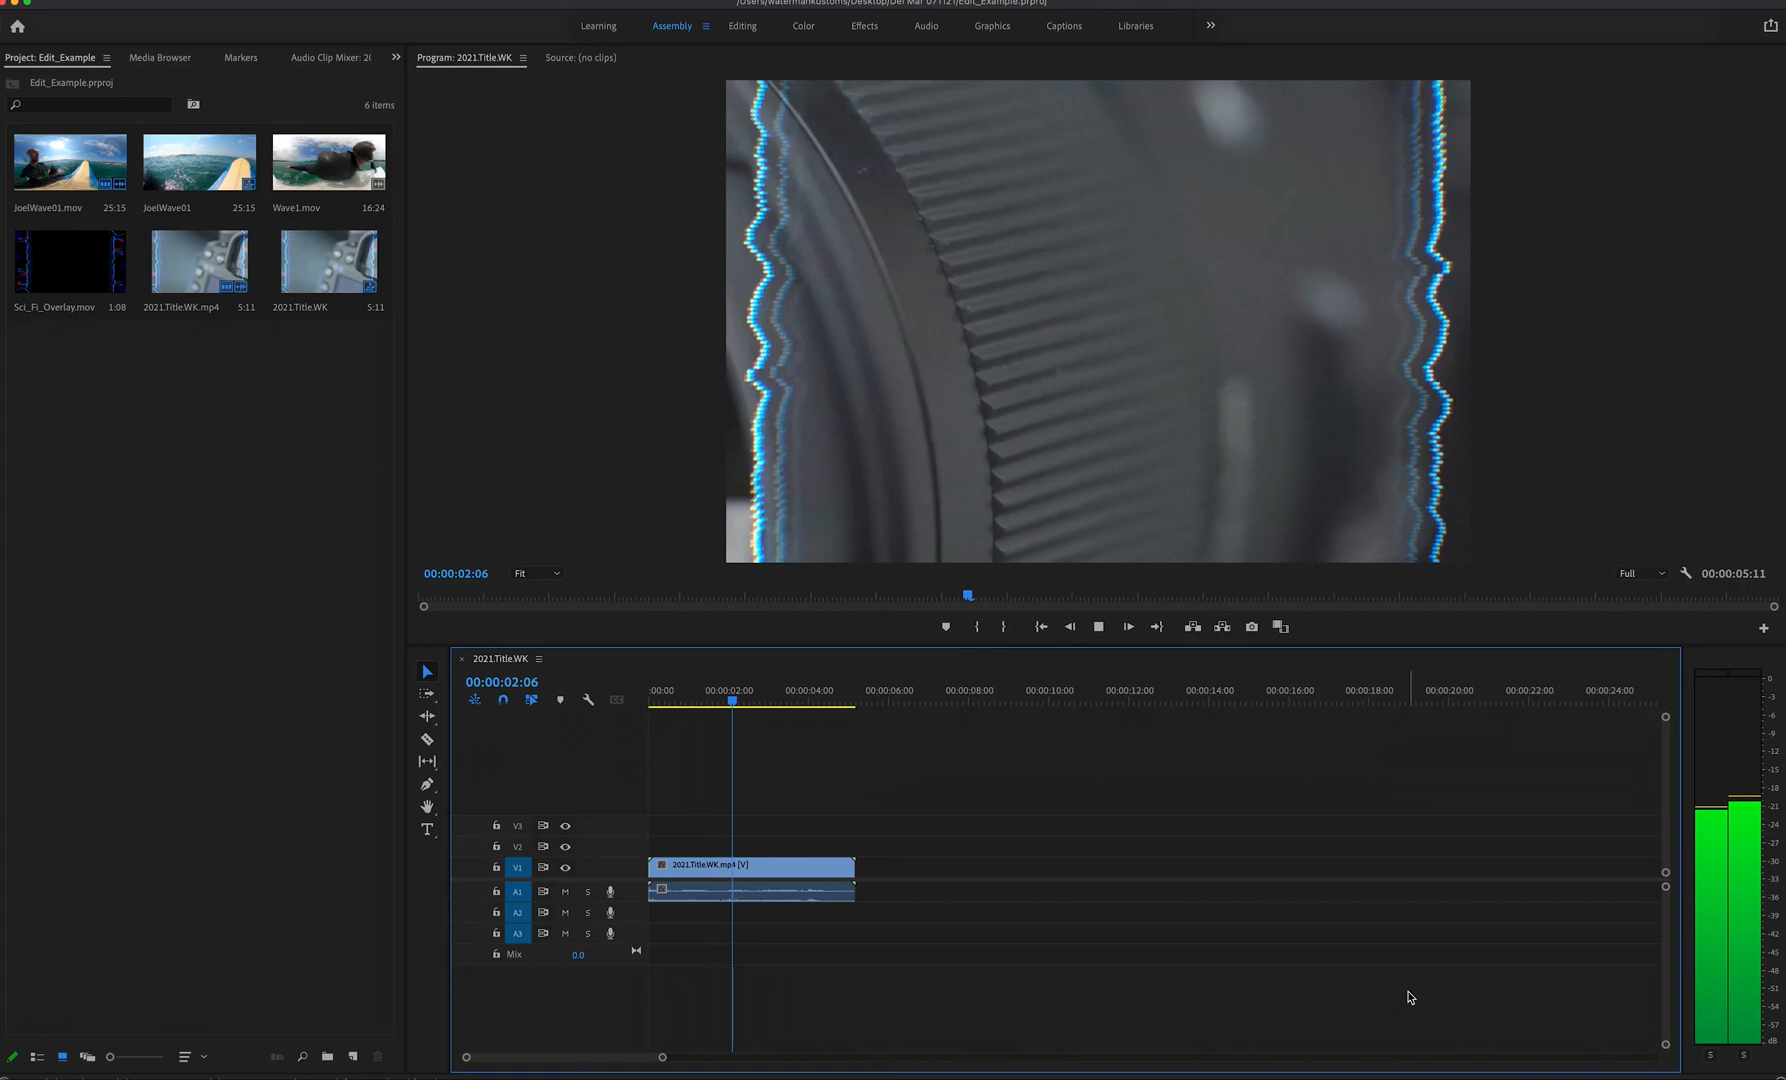 /Users/watermankustoms/Desktop/Del Mar 071121/Edit_Example.prproj
Learning Assembly Editing Color Effects Audio Graphics Captions Libraries
Project: Edit_Example Media Browser Markers Audio Clip Mixer: 20
Program: 2021.Title.WK Source: (no clips)
Edit_Example.prproj
6 items
JoelWave01.mov 25:15 JoelWave01 25:15 Wave1.mov 16:24
Sci_Fi_Overlay.mov 1:08 2021.Title.WK.mp4 5:11 2021.Title.WK 5:11
00:00:02:06 Fit Full 00:00:05:11
2021.Title.WK
00:00:02:06
:00:00 00:00:02:00 00:00:04:00 00:00:06:00 00:00:08:00 00:00:10:00 00:00:12:00 00:00:14:00 00:00:16:00 00:00:18:00 00:00:20:00 00:00:22:00 00:00:24:00
V3
V2
V1 2021.Title.WK.mp4 [V]
A1 M S
A2 M S
A3 M S
Mix 0.0
0
-3
-6
-9
-12
-15
-18
-21
-24
-27
-30
-33
-36
-39
-42
-45
-48
-51
-54
-57
dB
S S